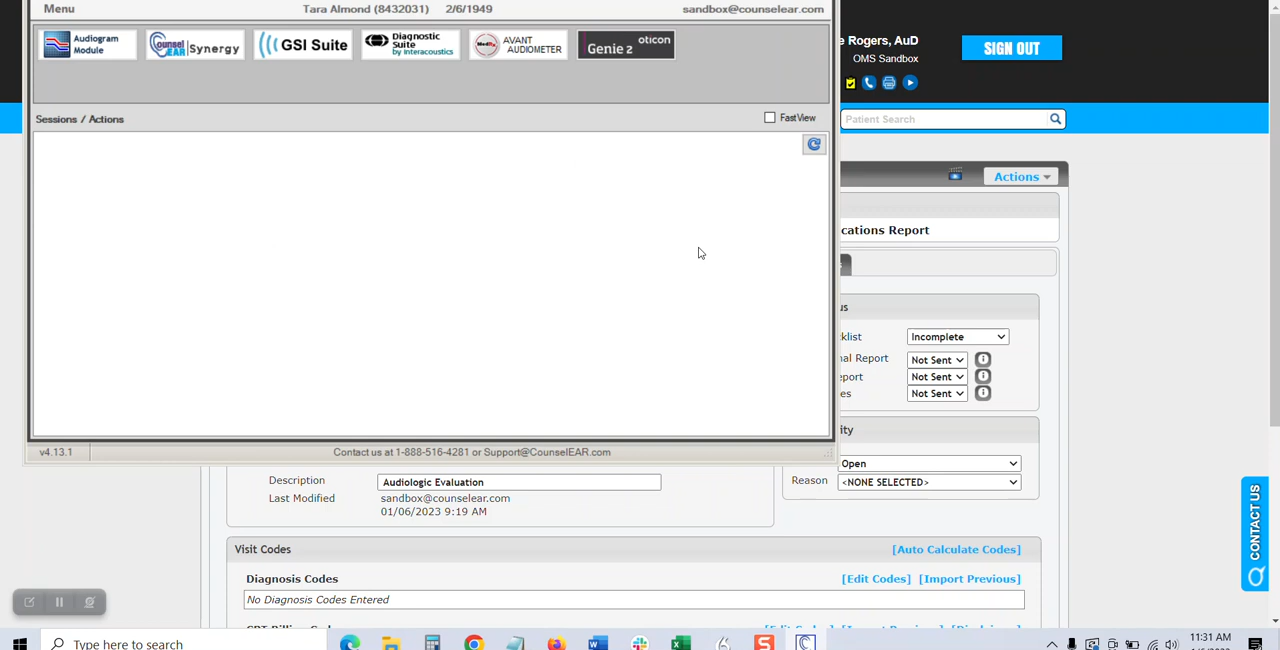 Menu
Tara Almond (8432031) 2/6/1949
sandbox@counselear.com
Audiogram Module
Counsel EAR Synergy
GSI Suite
Diagnostic Suite by Interacoustics
MedRx AVANT AUDIOMETER
Genie 2 oticon
Sessions / Actions
FastView
v4.13.1
Contact us at 1-888-516-4281 or Support@CounselEAR.com
e Rogers, AuD
OMS Sandbox
SIGN OUT
Patient Search
Actions
cations Report
us
klist Incomplete
nal Report Not Sent
port Not Sent
es Not Sent
ity
Open
Reason <NONE SELECTED>
Description Audiologic Evaluation
Last Modified sandbox@counselear.com
01/06/2023 9:19 AM
Visit Codes [Auto Calculate Codes]
Diagnosis Codes [Edit Codes] [Import Previous]
No Diagnosis Codes Entered
CONTACT US
Type here to search
11:31 AM